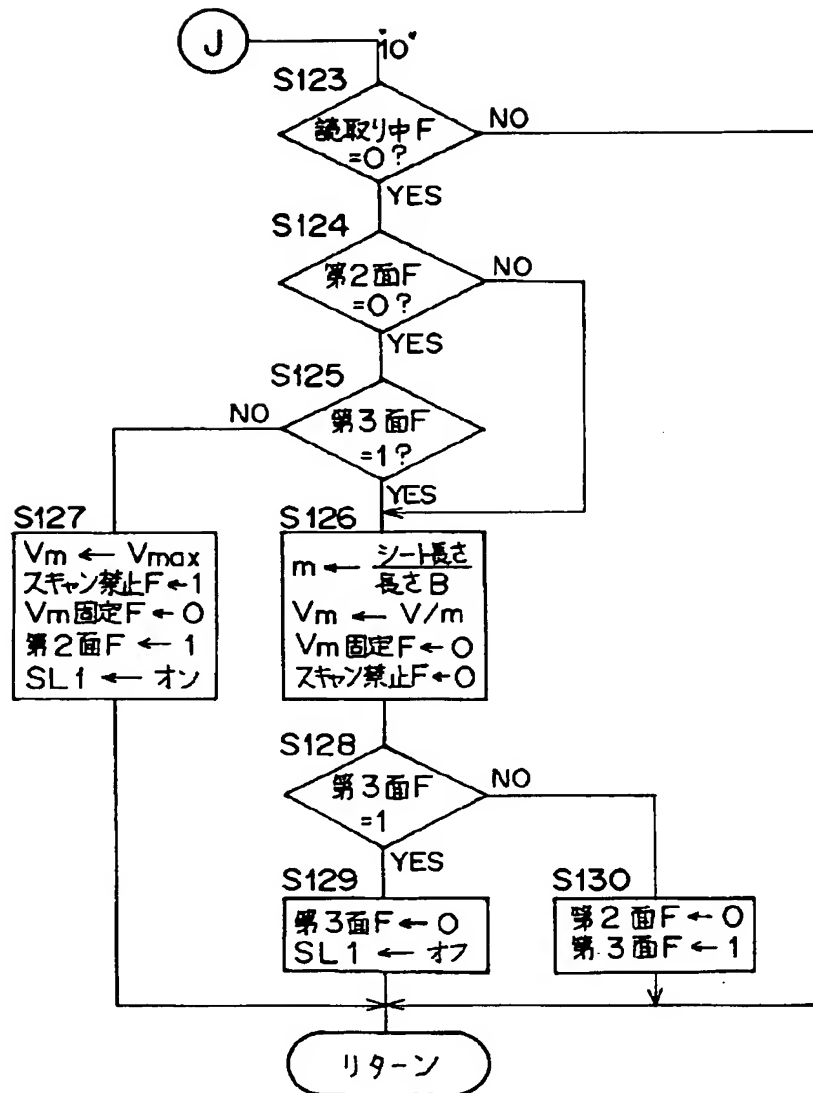 J
"10"
S123
読取り中F
=0?
NO
YES
S124
第2面F
=0?
NO
YES
S125
第3面F
=1?
NO
YES
S127
Vm ← Vmax
スキャン禁止F←1
Vm固定F←0
第2面F ← 1
SL1 ← オン
S126
m ← シート長さ
長さB
Vm ← V/m
Vm固定F←0
スキャン禁止F←0
S128
第3面F
=1
NO
YES
S129
第3面F←0
SL1 ← オフ
S130
第2面F←0
第3面F←1
リターン